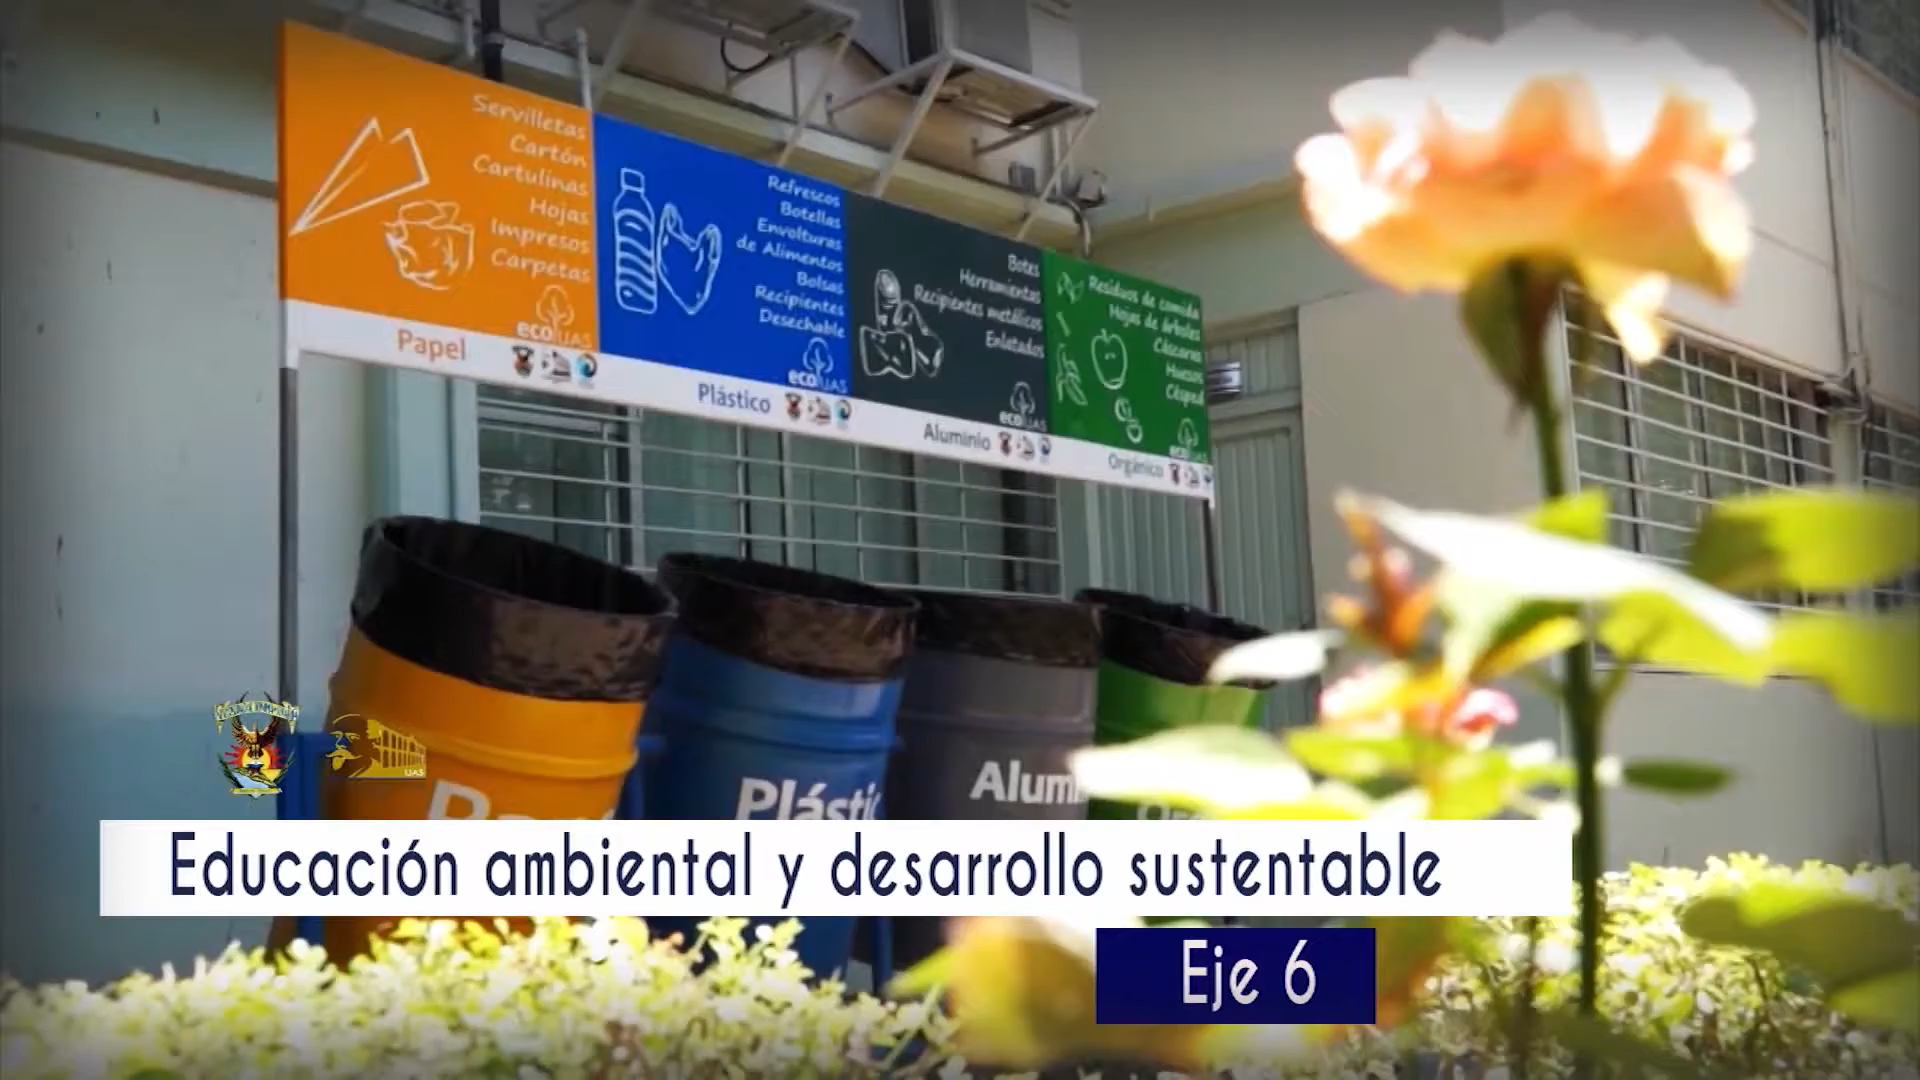 Servilletas
Cartón
Cartulinas
Hojas
Impresos
Carpetas
ecoUAS
Papel
Refrescos
Botellas
Envolturas
de Alimentos
Bolsas
Recipientes
Desechable
ecoUAS
Plástico
Botes
Herramientas
Recipientes metálicos
Enlatados
ecoUAS
Aluminio
Residuos de comida
Hojas de árboles
Cáscaras
Huesos
Césped
ecoUAS
Orgánico
UAS
Plástic
Alumi
Educación ambiental y desarrollo sustentable
Eje 6